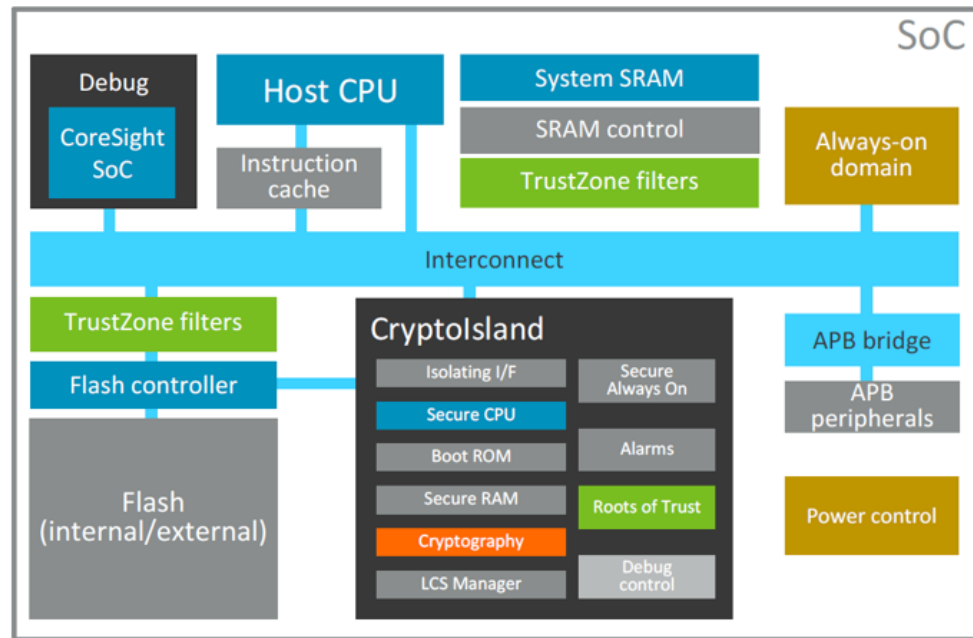 SoC
Debug
CoreSight
SoC
Host CPU
Instruction
cache
System SRAM
SRAM control
TrustZone filters
Always-on
domain
Interconnect
TrustZone filters
Flash controller
Flash
(internal/external)
CryptoIsland
Isolating I/F
Secure CPU
Boot ROM
Secure RAM
Cryptography
LCS Manager
Secure
Always On
Alarms
Roots of Trust
Debug
control
APB bridge
APB
peripherals
Power control